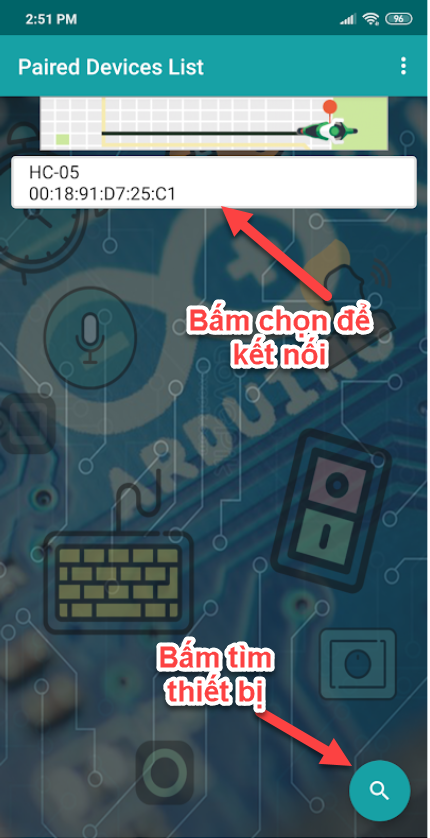 2:51 PM
96
Paired Devices List
HC-05
00:18:91:D7:25:C1
Bấm chọn để
kết nối
ARDUINO
Bấm tìm
thiết bị